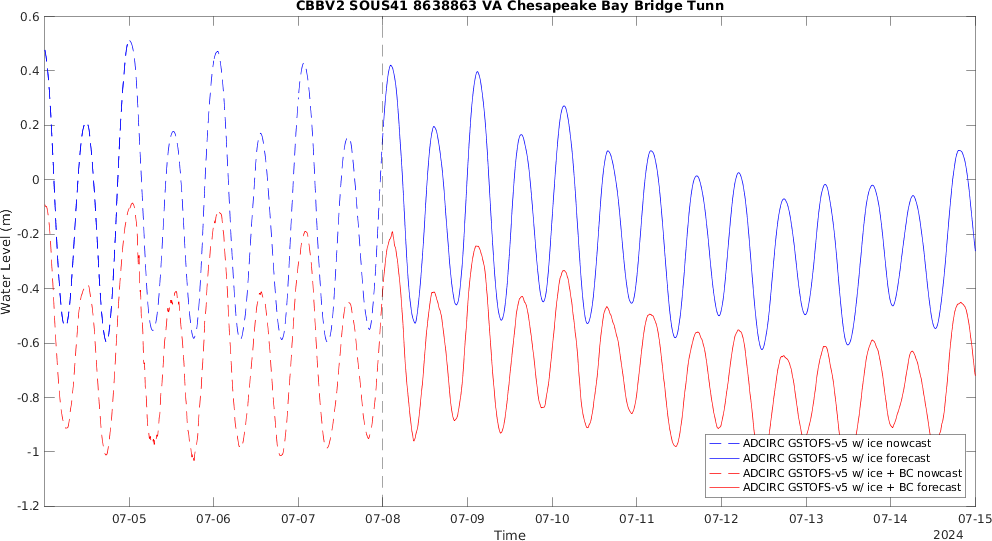 CBBV2 SOUS41 8638863 VA Chesapeake Bay Bridge Tunn
0.6
0.4
0.2
0
-0.2
-0.4
-0.6
-0.8
-1
-1.2
Water Level (m)
07-05 07-06 07-07 07-08 07-09 07-10 07-11 07-12 07-13 07-14 07-15
Time
2024
ADCIRC GSTOFS-v5 w/ ice nowcast
ADCIRC GSTOFS-v5 w/ ice forecast
ADCIRC GSTOFS-v5 w/ ice + BC nowcast
ADCIRC GSTOFS-v5 w/ ice + BC forecast